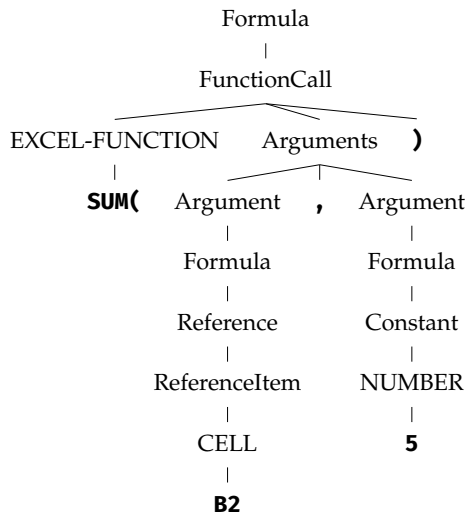 Formula
FunctionCall
EXCEL-FUNCTION Arguments )
SUM( Argument , Argument
Formula Formula
Reference Constant
ReferenceItem NUMBER
CELL 5
B2